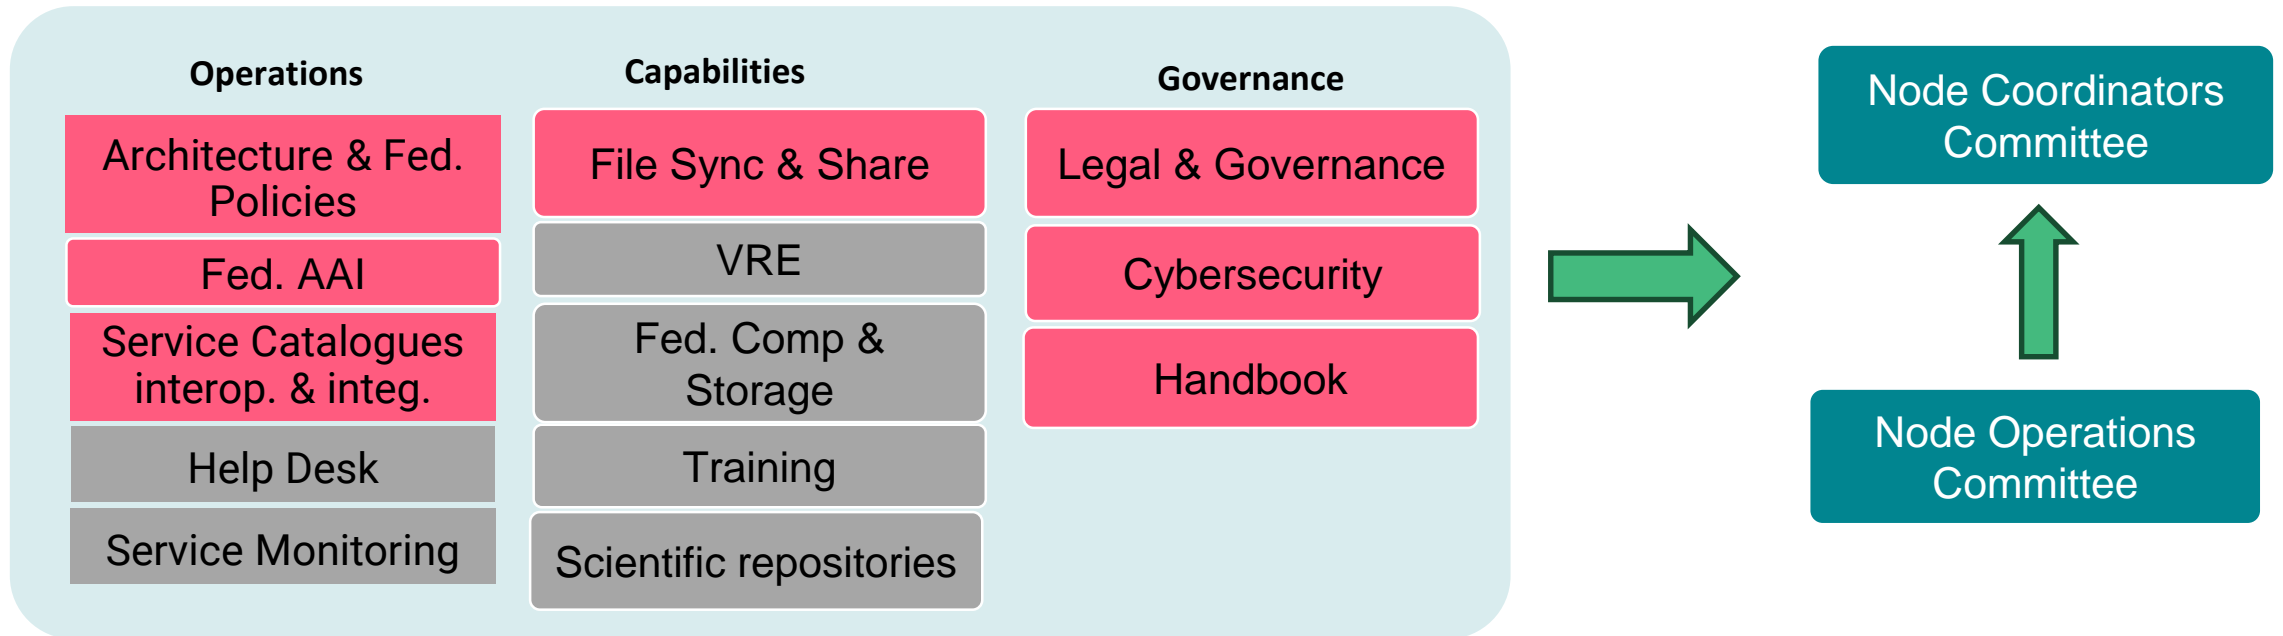 Operations
Architecture & Fed.
Policies
Fed. AAI
Service Catalogues
interop. & integ.
Help Desk
Service Monitoring
Capabilities
File Sync & Share
VRE
Fed. Comp &
Storage
Training
Scientific repositories
Governance
Legal & Governance
Cybersecurity
Handbook
Node Coordinators
Committee
Node Operations
Committee